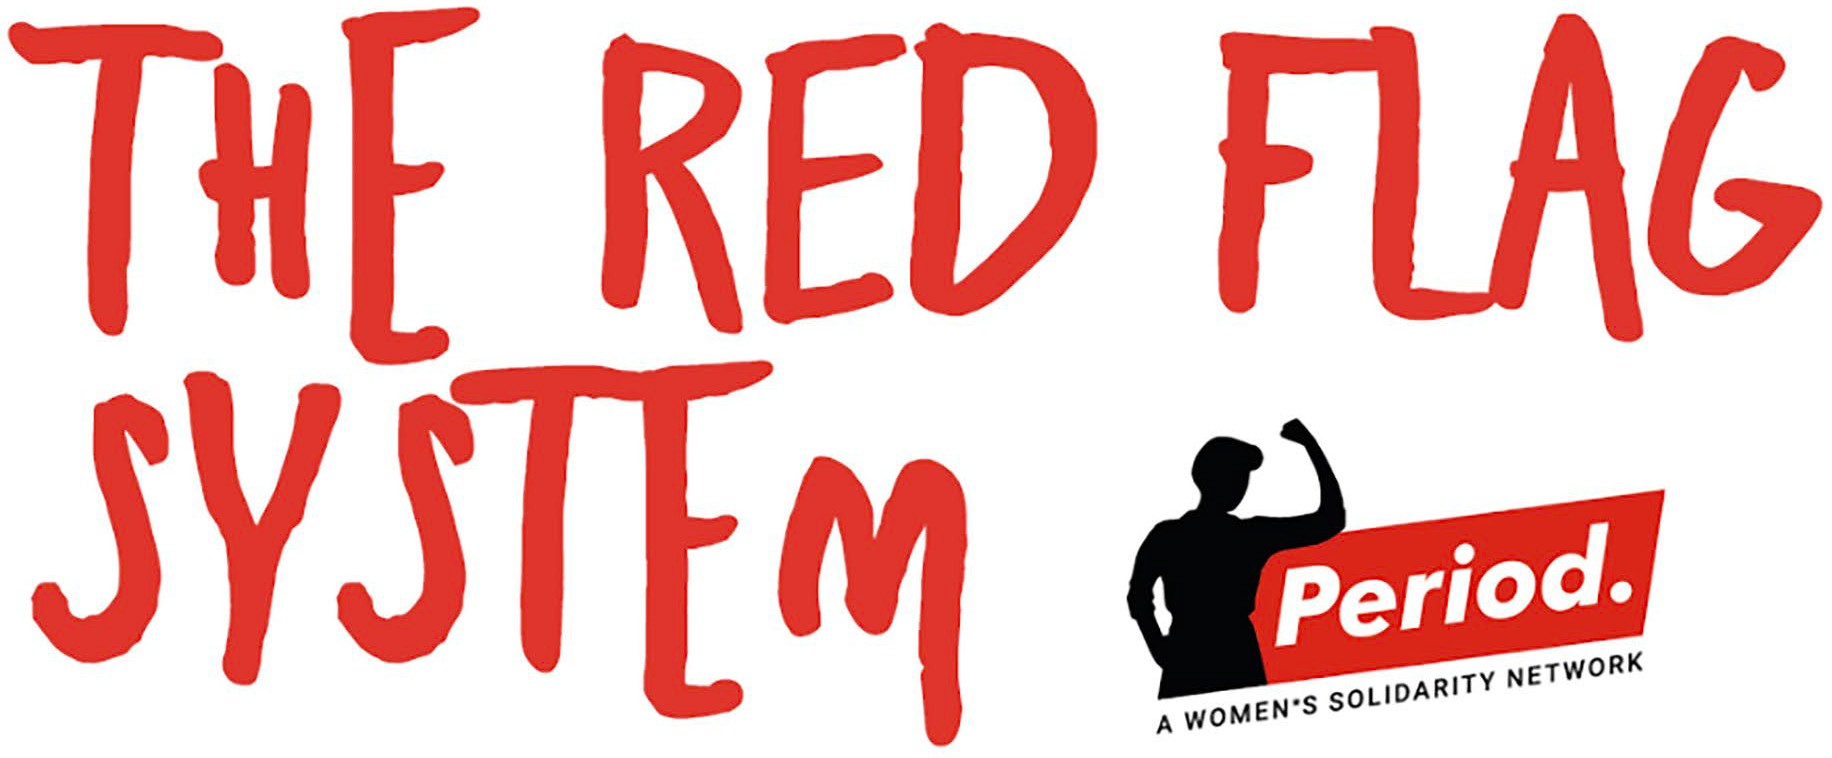 THE RED FLAG
SYSTEM
Period.
A WOMEN*S SOLIDARITY NETWORK